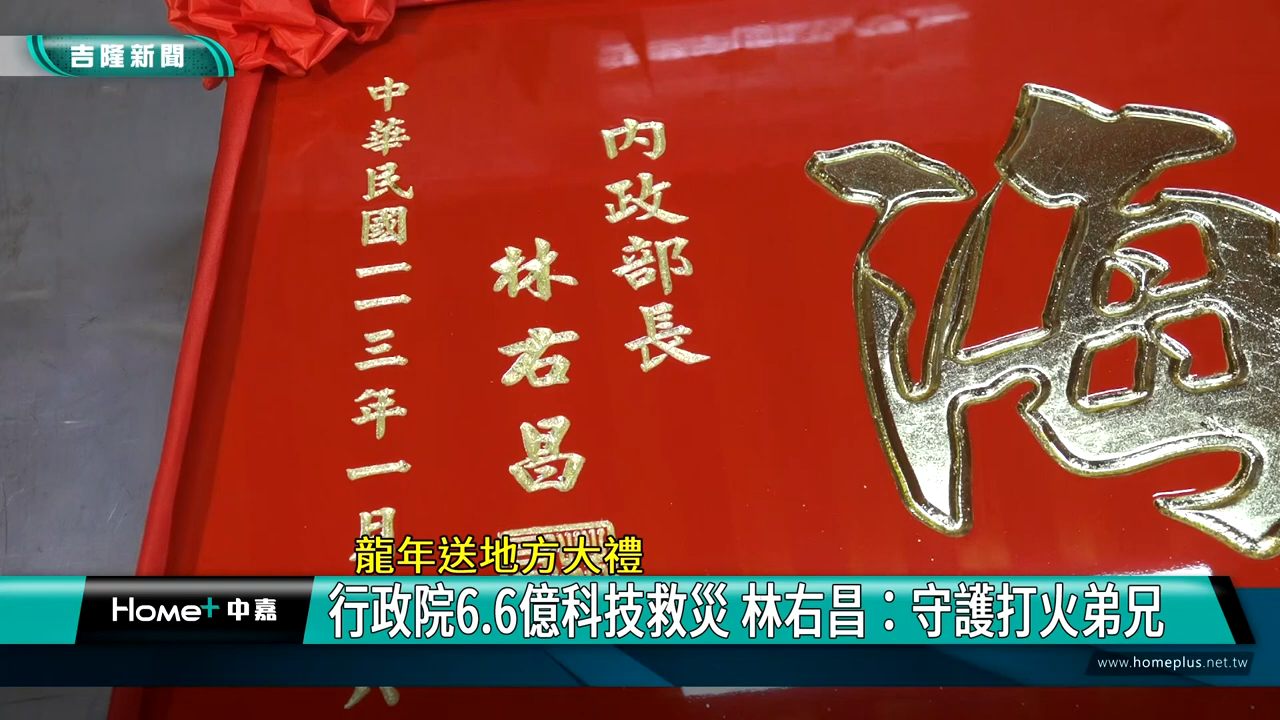 吉隆新聞
內政部長
林右昌
中華民國一一三年一月
龍年送地方大禮
Home+中嘉
行政院6.6億科技救災 林右昌：守護打火弟兄
www.homeplus.net.tw